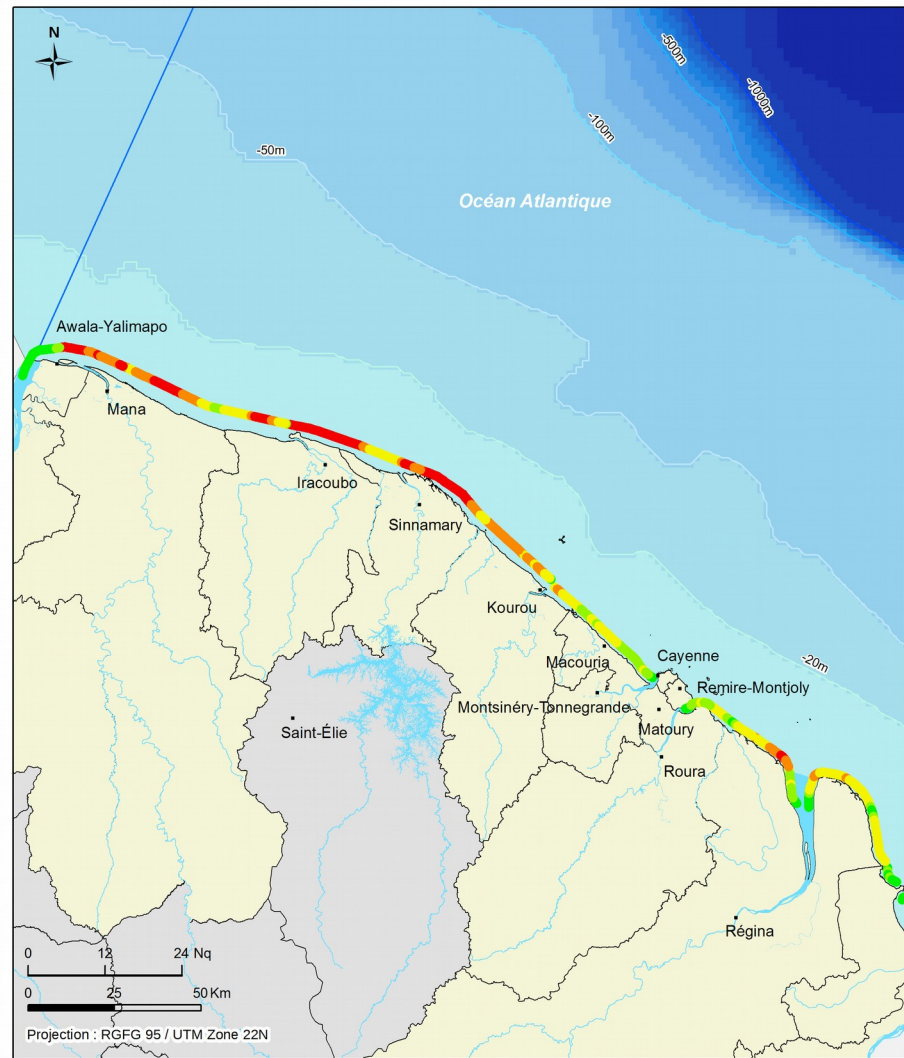 N
-500m
-1000m
-100m
-50m
Océan Atlantique
Awala-Yalimapo
Mana
Iracoubo
Sinnamary
Kourou
Macouria
Cayenne
-20m
Montsinéry-Tonnegrande
Remire-Montjoly
Matoury
Saint-Élie
Roura
Régina
0 12 24 Nq
0 25 50 Km
Projection : RGFG 95 / UTM Zone 22N